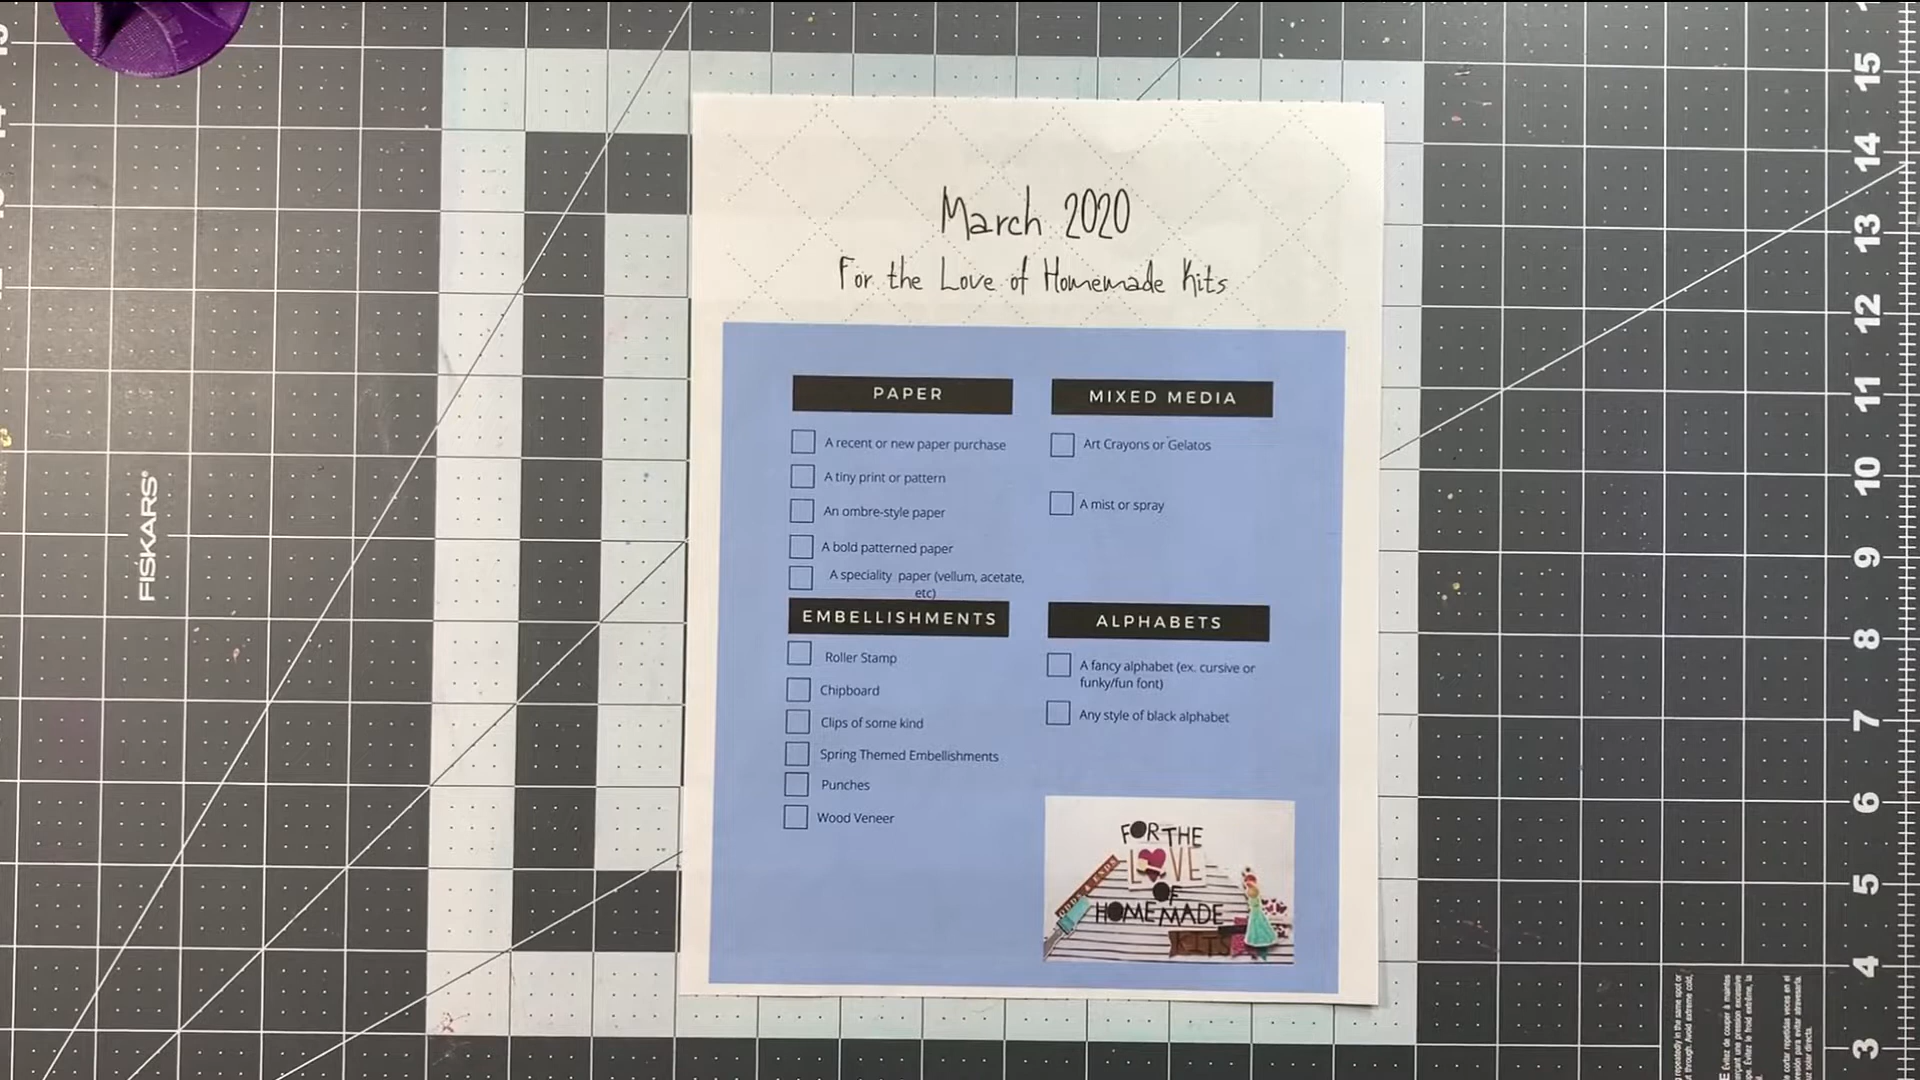 March 2020
For the Love of Homemade Kits
PAPER
A recent or new paper purchase
A tiny print or pattern
An ombre-style paper
A bold patterned paper
A speciality paper (vellum, acetate,
etc)
MIXED MEDIA
Art Crayons or Gelatos
A mist or spray
EMBELLISHMENTS
Roller Stamp
Chipboard
Clips of some kind
Spring Themed Embellishments
Punches
Wood Veneer
ALPHABETS
A fancy alphabet (ex. cursive or
funky/fun font)
Any style of black alphabet
FOR THE
LOVE
OF
HOMEMADE
KITS
ODDS & ENDS
FISKARS®
15
14
13
12
11
10
9
8
7
6
5
4
3